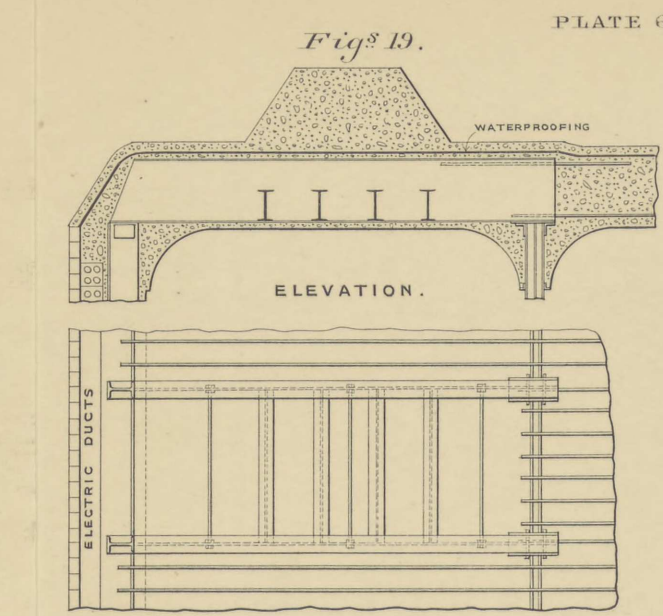 PLATE 6
Figs. 19.
WATERPROOFING
ELEVATION.
ELECTRIC DUCTS